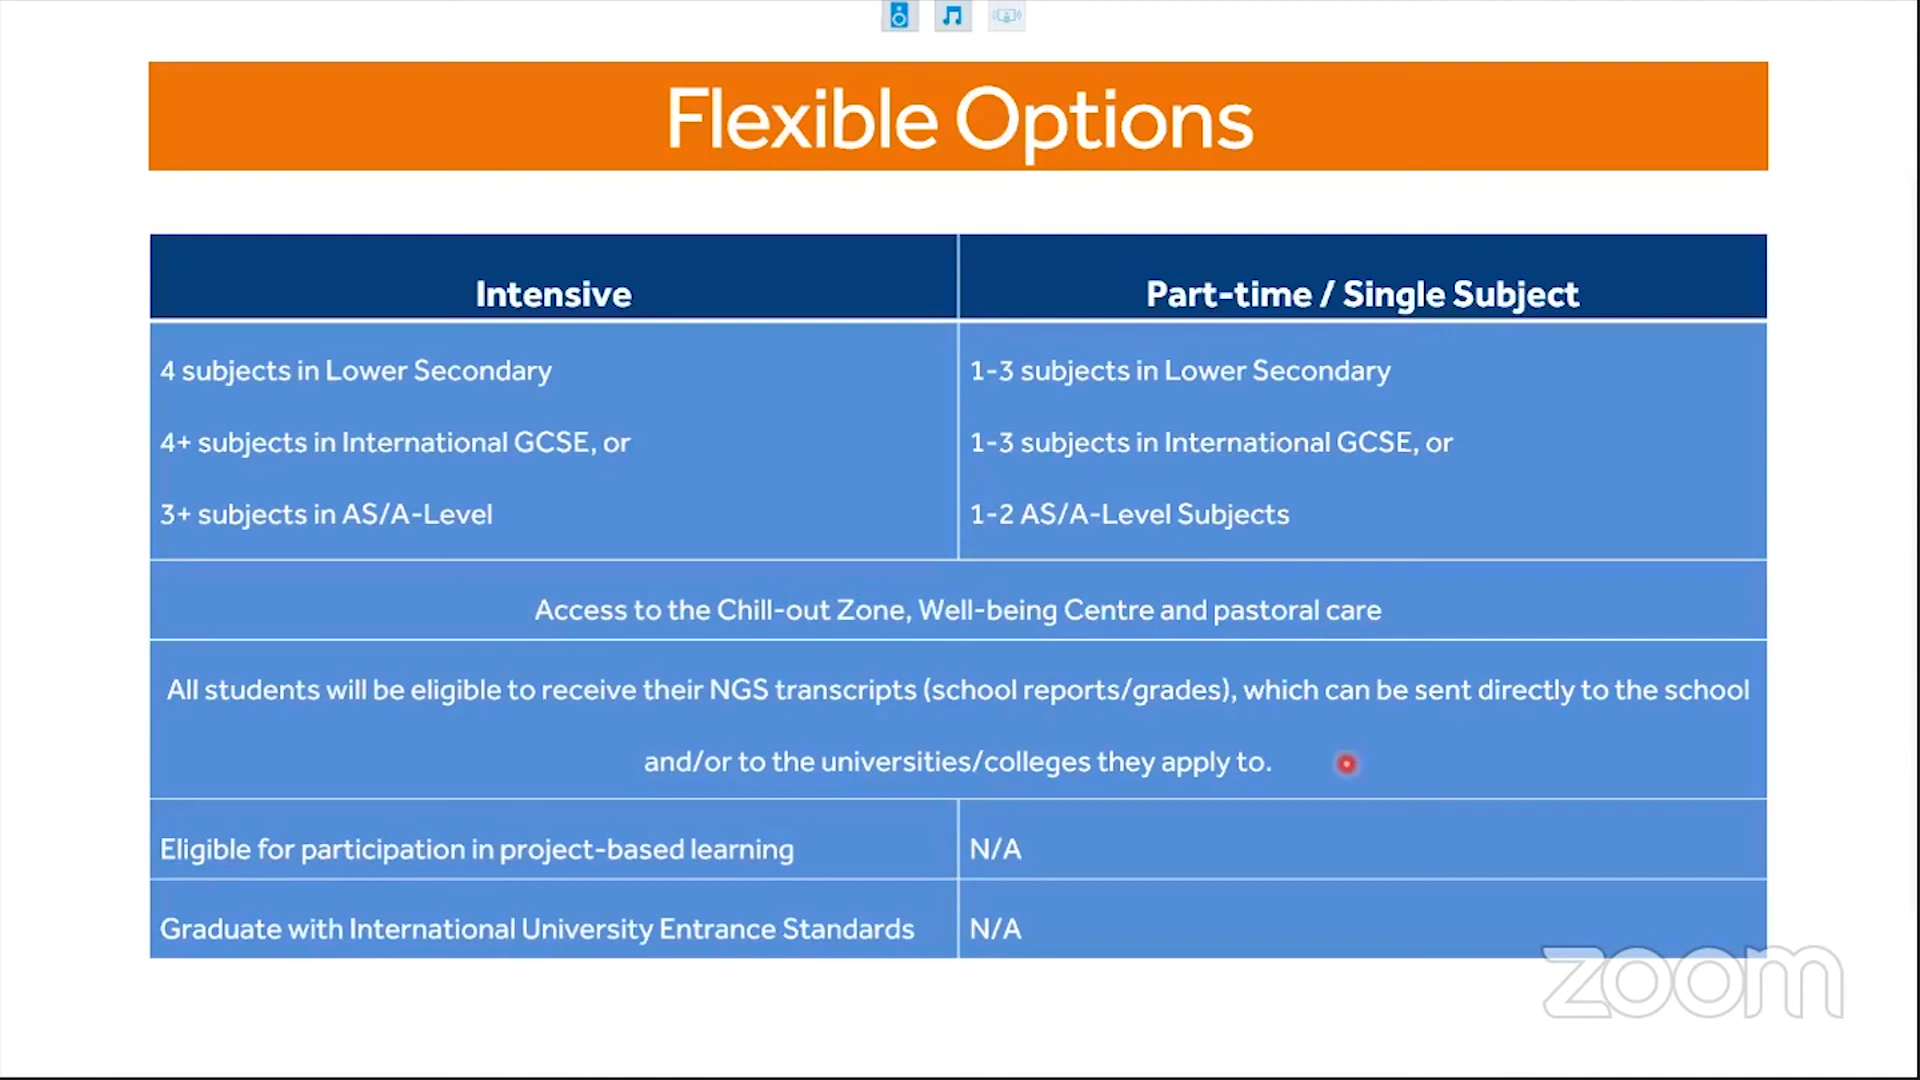 Flexible Options
Intensive
Part-time / Single Subject
4 subjects in Lower Secondary
4+ subjects in International GCSE, or
3+ subjects in AS/A-Level
1-3 subjects in Lower Secondary
1-3 subjects in International GCSE, or
1-2 AS/A-Level Subjects
Access to the Chill-out Zone, Well-being Centre and pastoral care
All students will be eligible to receive their NGS transcripts (school reports/grades), which can be sent directly to the school
and/or to the universities/colleges they apply to.
Eligible for participation in project-based learning
N/A
Graduate with International University Entrance Standards
N/A
zoom